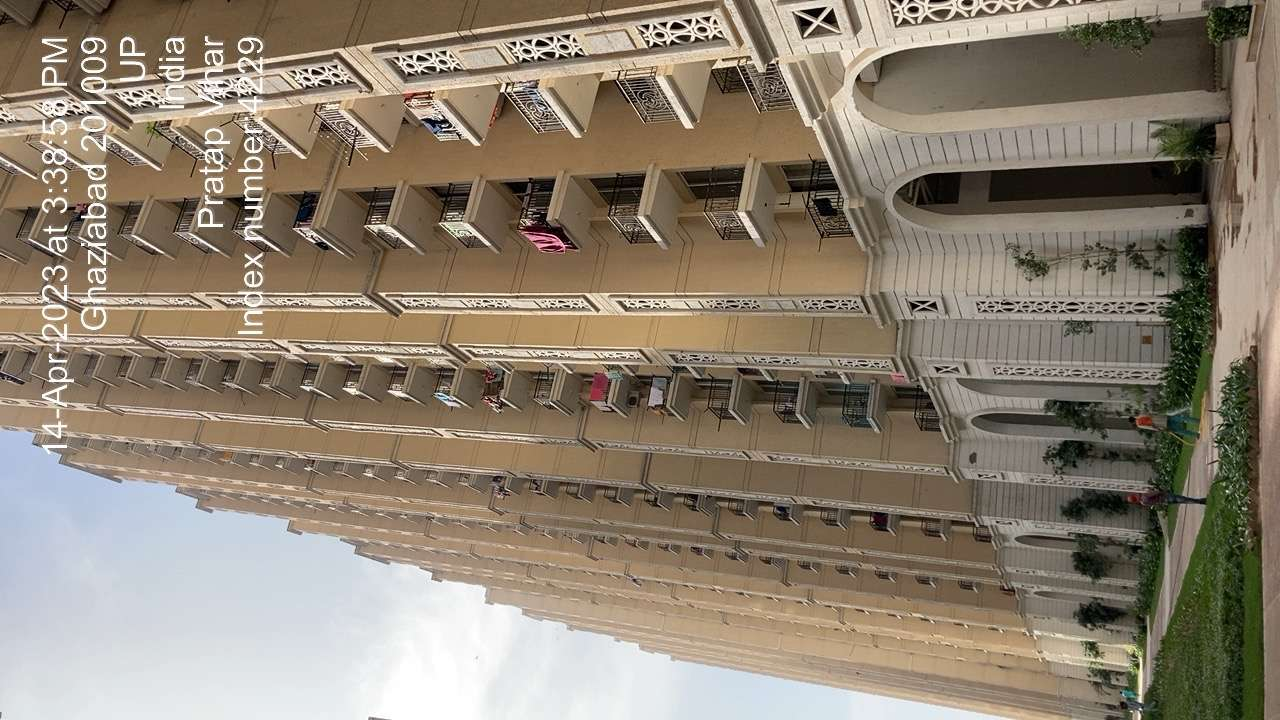 14-Apr-2023 at 3:38:58 PM
Ghaziabad 201009
UP
India
Pratap Vihar
Index number: 4229